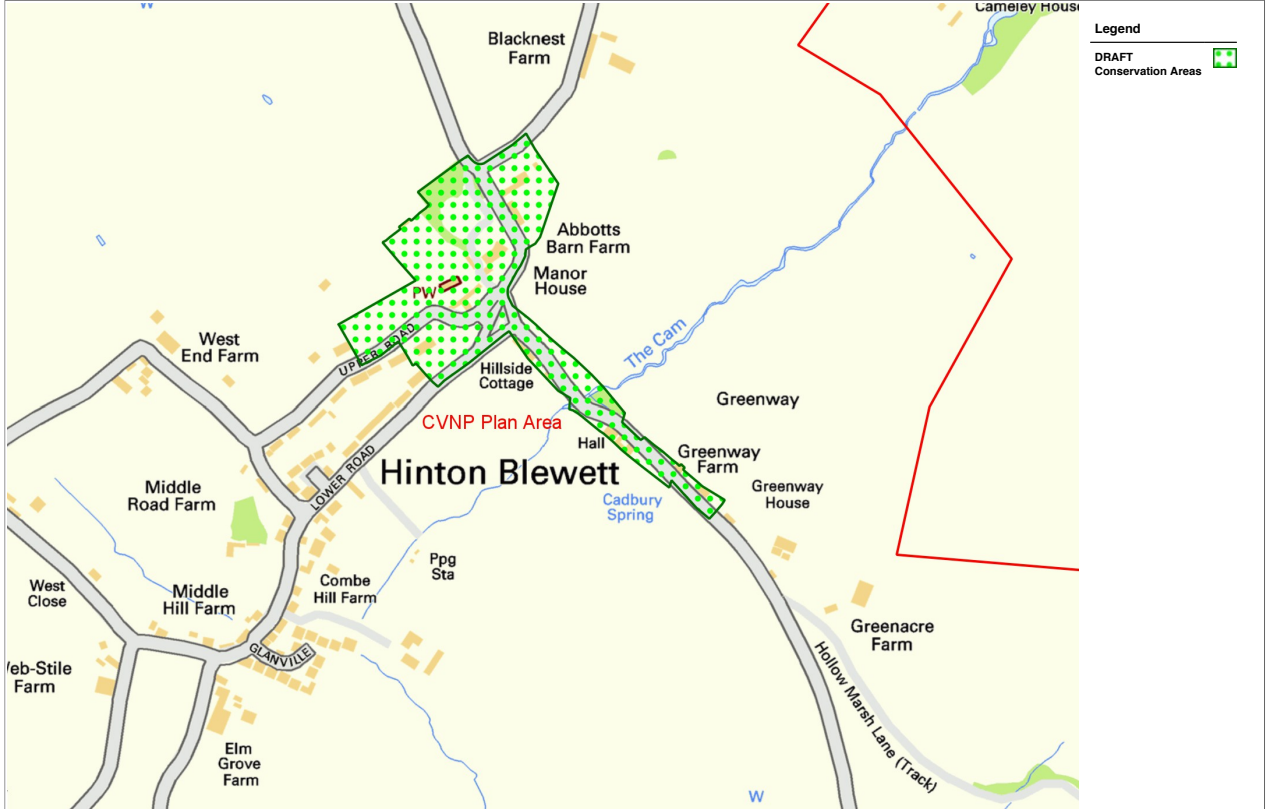 W
Cameley House
Legend
DRAFT
Conservation Areas
Blacknest
Farm
Abbotts
Barn Farm
Manor
House
PW
UPPER ROAD
West
End Farm
The Cam
Hillside
Cottage
Greenway
CVNP Plan Area
Hall
Greenway
Farm
Hinton Blewett
LOWER ROAD
Middle
Road Farm
Cadbury
Spring
Greenway
House
Ppg
Sta
West
Close
Middle
Hill Farm
Combe
Hill Farm
GLANVILLE
Greenacre
Farm
eb-Stile
Farm
Hollow Marsh Lane (Track)
Elm
Grove
Farm
W